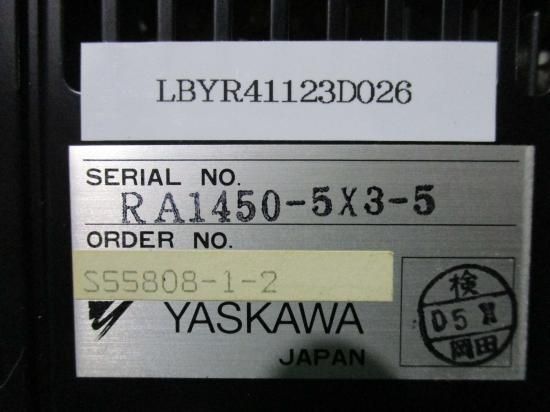 LBYR41123D026
SERIAL NO.
RA1450-5X3-5
ORDER NO.
S55808-1-2
YASKAWA
JAPAN
検
D5
岡田